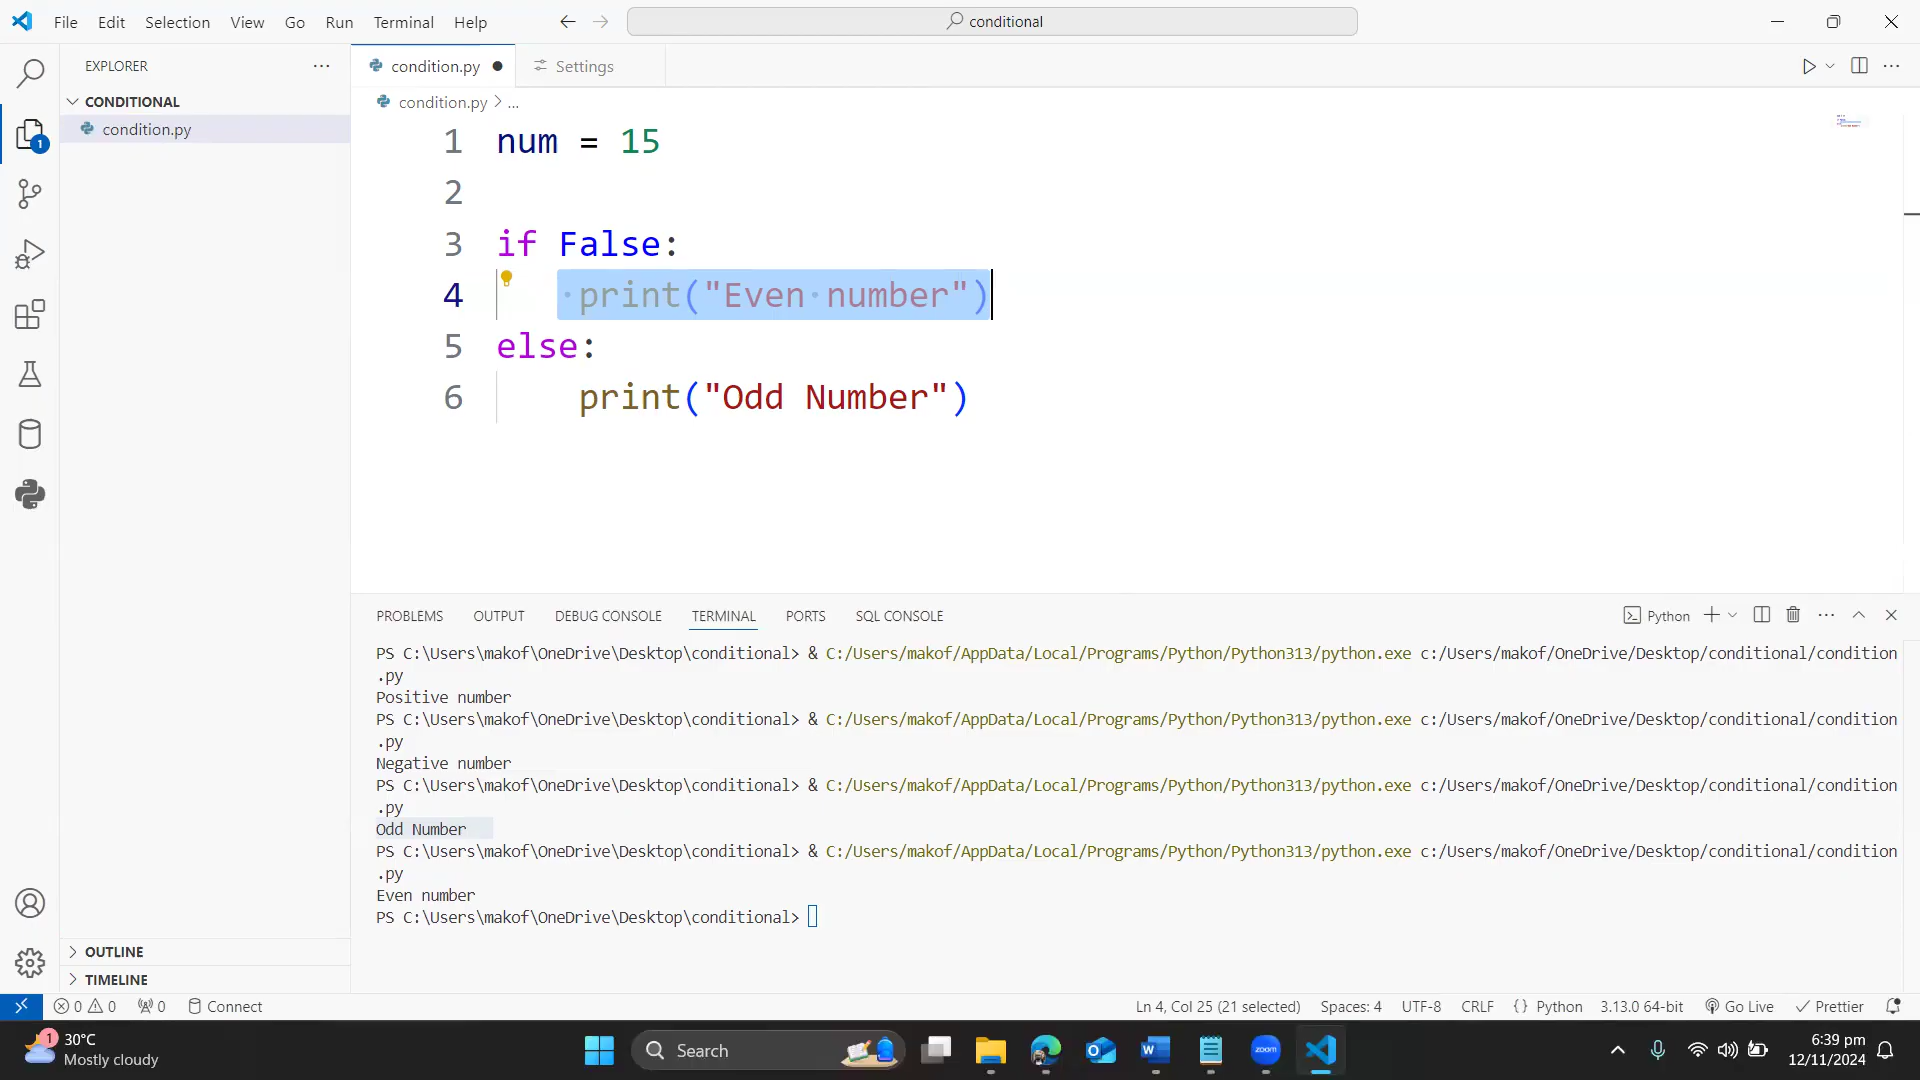 File Edit Selection View Go Run Terminal Help
conditional
EXPLORER
condition.py
Settings
CONDITIONAL
condition.py
condition.py > ...
1 num = 15
2
3 if False:
4 print("Even number")
5 else:
6 print("Odd Number")
1
PROBLEMS OUTPUT DEBUG CONSOLE TERMINAL PORTS SQL CONSOLE
Python
PS C:\Users\makof\OneDrive\Desktop\conditional> & C:/Users/makof/AppData/Local/Programs/Python/Python313/python.exe c:/Users/makof/OneDrive/Desktop/conditional/condition
.py
Positive number
PS C:\Users\makof\OneDrive\Desktop\conditional> & C:/Users/makof/AppData/Local/Programs/Python/Python313/python.exe c:/Users/makof/OneDrive/Desktop/conditional/condition
.py
Negative number
PS C:\Users\makof\OneDrive\Desktop\conditional> & C:/Users/makof/AppData/Local/Programs/Python/Python313/python.exe c:/Users/makof/OneDrive/Desktop/conditional/condition
.py
Odd Number
PS C:\Users\makof\OneDrive\Desktop\conditional> & C:/Users/makof/AppData/Local/Programs/Python/Python313/python.exe c:/Users/makof/OneDrive/Desktop/conditional/condition
.py
Even number
PS C:\Users\makof\OneDrive\Desktop\conditional>
OUTLINE
TIMELINE
0 0 0 Connect
Ln 4, Col 25 (21 selected) Spaces: 4 UTF-8 CRLF {} Python 3.13.0 64-bit Go Live Prettier
1
30°C
Mostly cloudy
Search
W
zoom
6:39 pm
12/11/2024